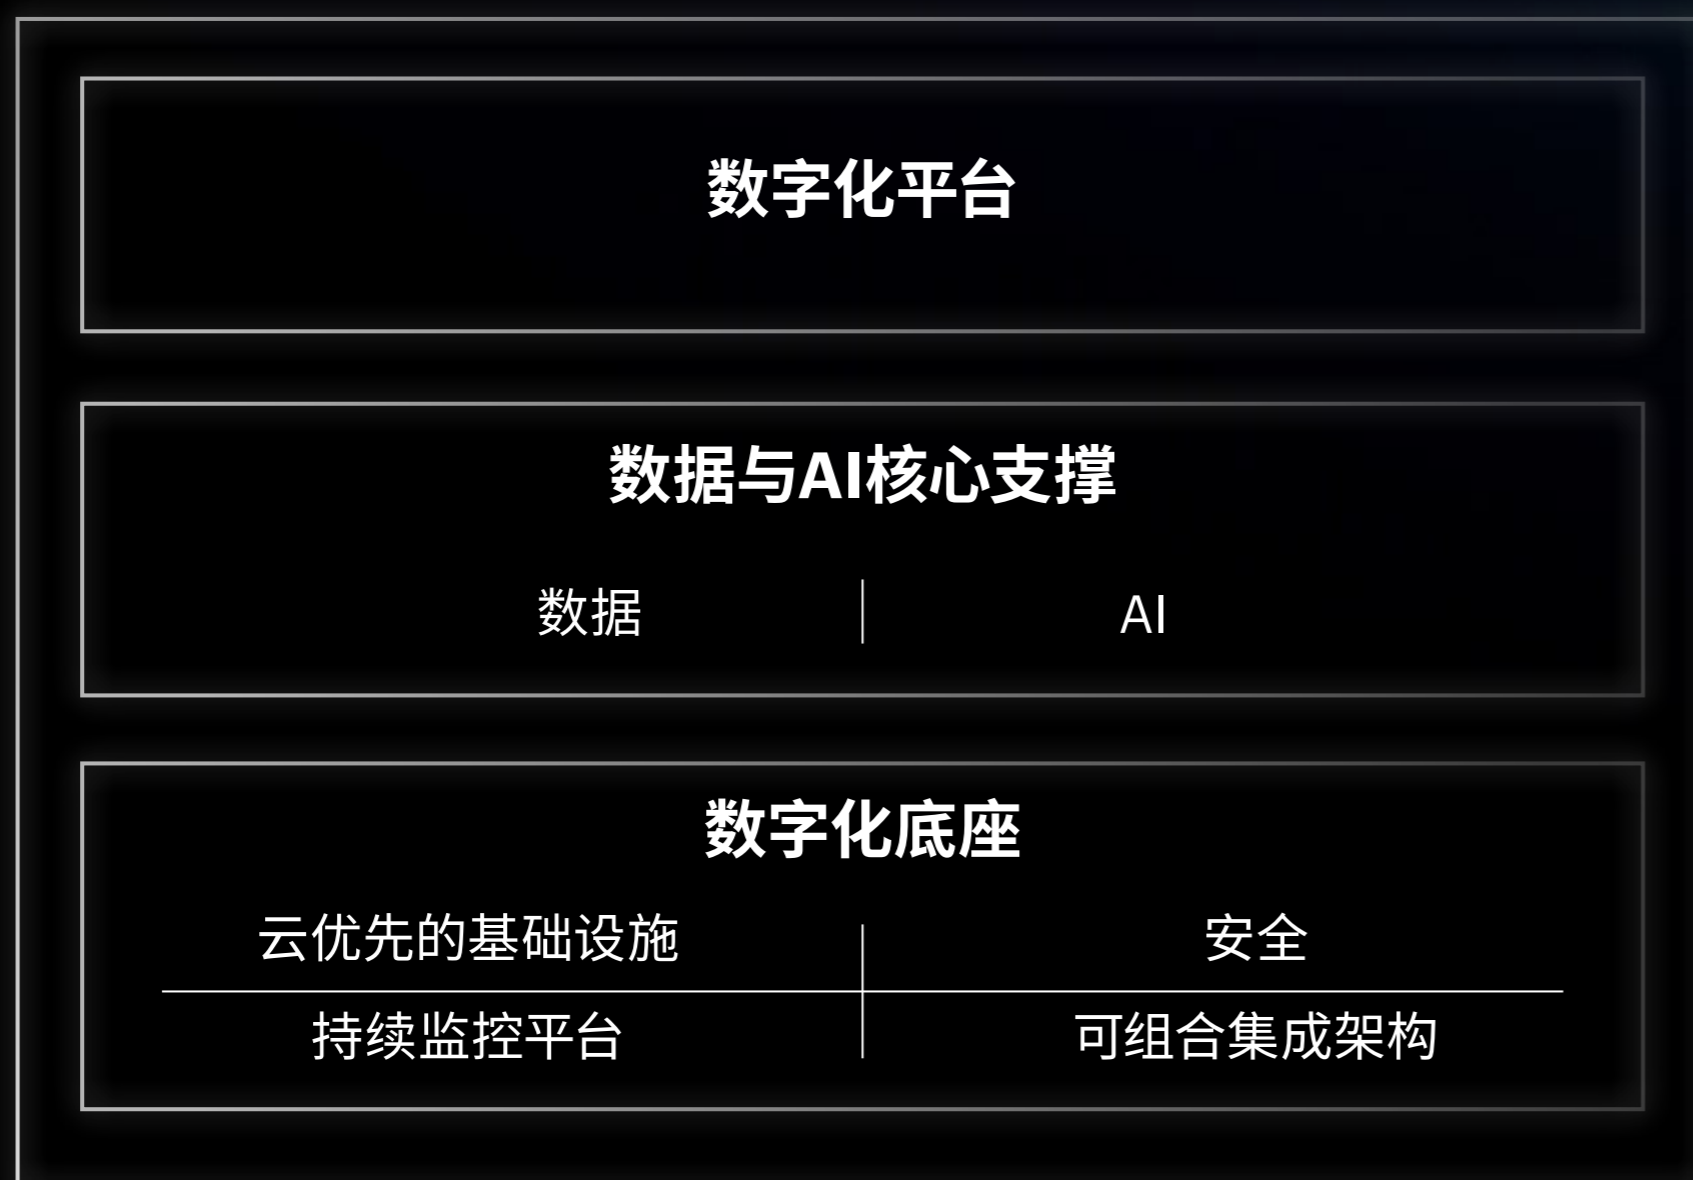 数字化平台
数据与AI核心支撑
数据
AI
数字化底座
云优先的基础设施
安全
持续监控平台
可组合集成架构